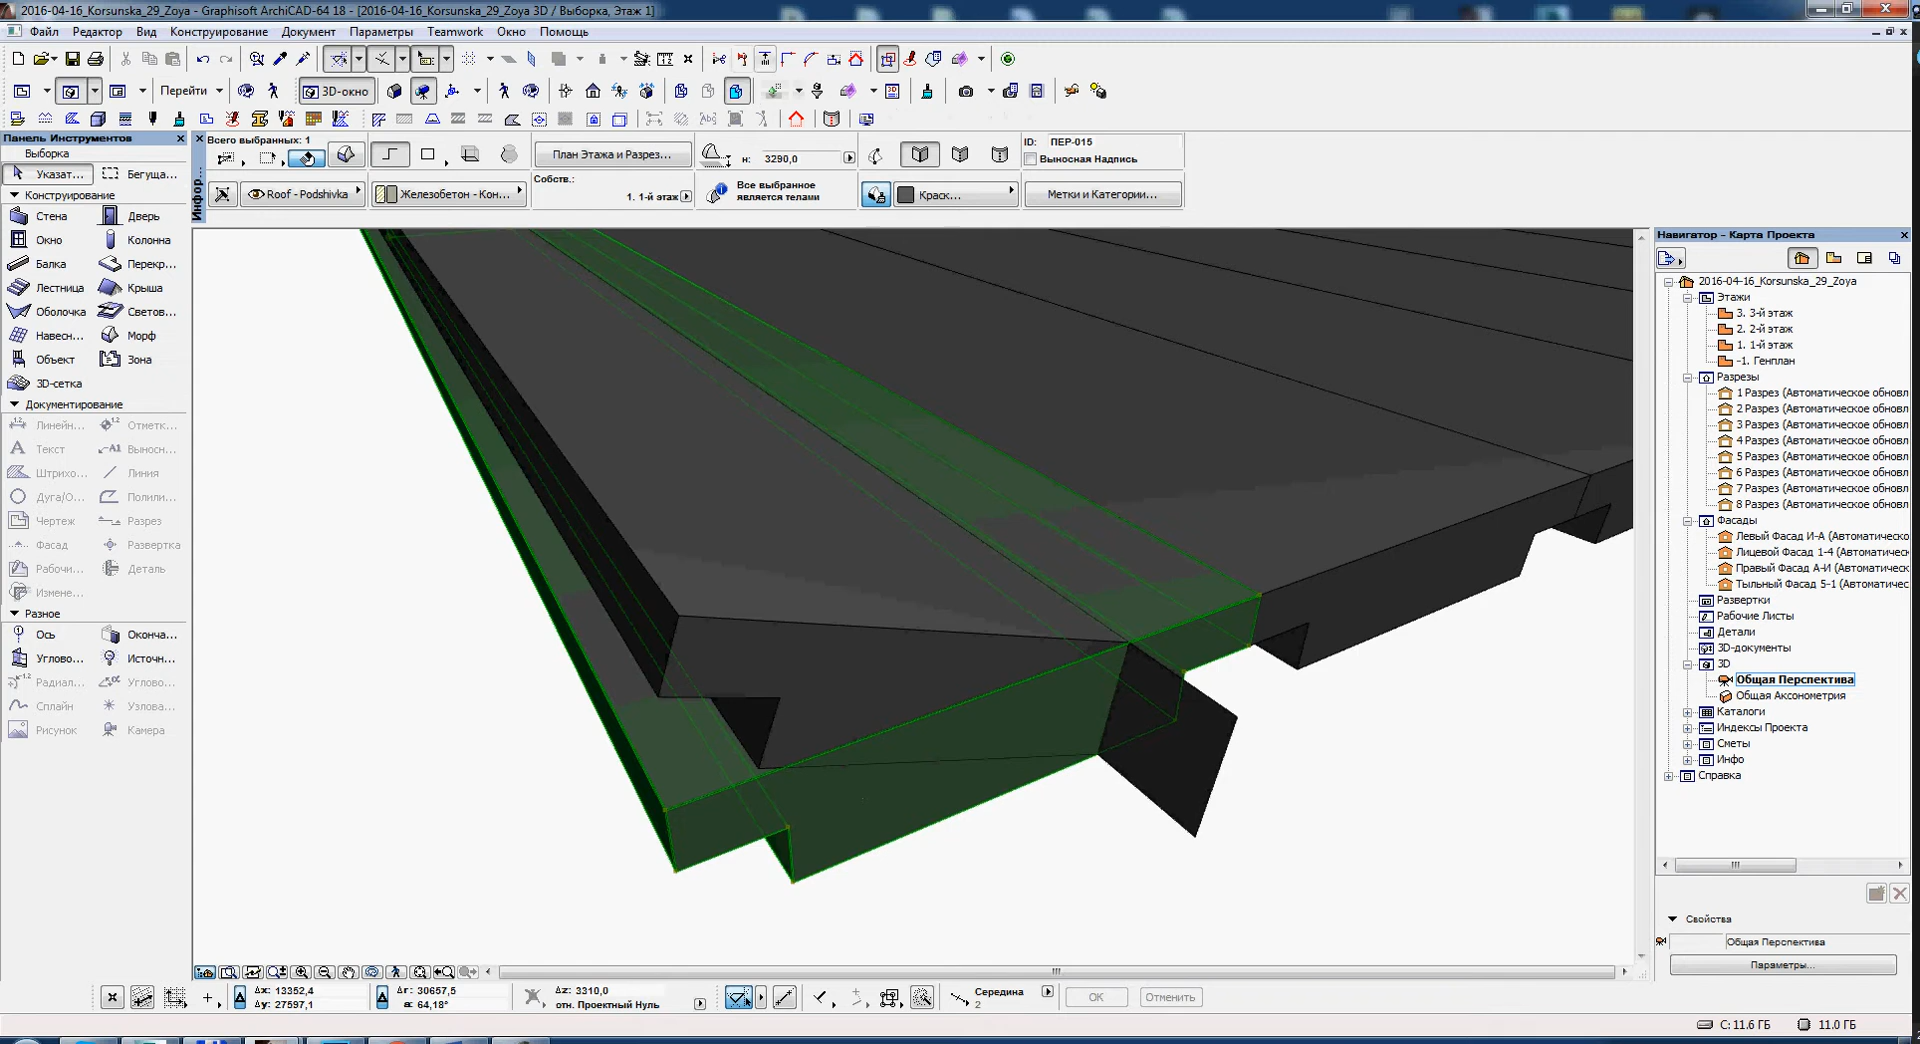 2016-04-16_Korsunska_29_Zoya - Graphisoft ArchiCAD-64 18 - [2016-04-16_Korsunska_29_Zoya 3D / Выборка, Этаж 1]
Файл Редактор Вид Конструирование Документ Параметры Teamwork Окно Помощь
Перейти
3D-окно
Панель Инструментов
Выборка
Указат... Бегуща...
Конструирование
Стена Дверь
Окно Колонна
Балка Перекр...
Лестница Крыша
Оболочка Светов...
Навесн... Морф
Объект Зона
3D-сетка
Документирование
Линейн... Отметк...
Текст Выносн...
Штрихо... Линия
Дуга/О... Полили...
Чертеж Разрез
Фасад Развертка
Рабочи... Деталь
Измене...
Разное
Ось Оконча...
Углово... Источн...
Радиал... Углово...
Сплайн Узлова...
Рисунок Камера
Инфор...
Всего выбранных: 1
Roof - Podshivka
План Этажа и Разрез...
Железобетон - Кон...
Собств.:
1. 1-й этаж
н: 3290,0
Все выбранное
является телами
Краск...
ID: ПЕР-015
Выносная Надпись
Метки и Категории...
Навигатор - Карта Проекта
2016-04-16_Korsunska_29_Zoya
Этажи
3. 3-й этаж
2. 2-й этаж
1. 1-й этаж
-1. Генплан
Разрезы
1 Разрез (Автоматическое обновл
2 Разрез (Автоматическое обновл
3 Разрез (Автоматическое обновл
4 Разрез (Автоматическое обновл
5 Разрез (Автоматическое обновл
6 Разрез (Автоматическое обновл
7 Разрез (Автоматическое обновл
8 Разрез (Автоматическое обновл
Фасады
Левый Фасад И-А (Автоматическо
Лицевой Фасад 1-4 (Автоматичес
Правый Фасад А-И (Автоматическ
Тыльный Фасад 5-1 (Автоматичес
Развертки
Рабочие Листы
Детали
3D-документы
3D
Общая Перспектива
Общая Аксонометрия
Каталоги
Индексы Проекта
Сметы
Инфо
Справка
Свойства
Общая Перспектива
Параметры...
Δx: 13352,4
Δy: 27597,1
Δr: 30657,5
a: 64,18°
Δz: 3310,0
отн. Проектный Нуль
Середина
2
OK
Отменить
C: 11.6 ГБ
11.0 ГБ